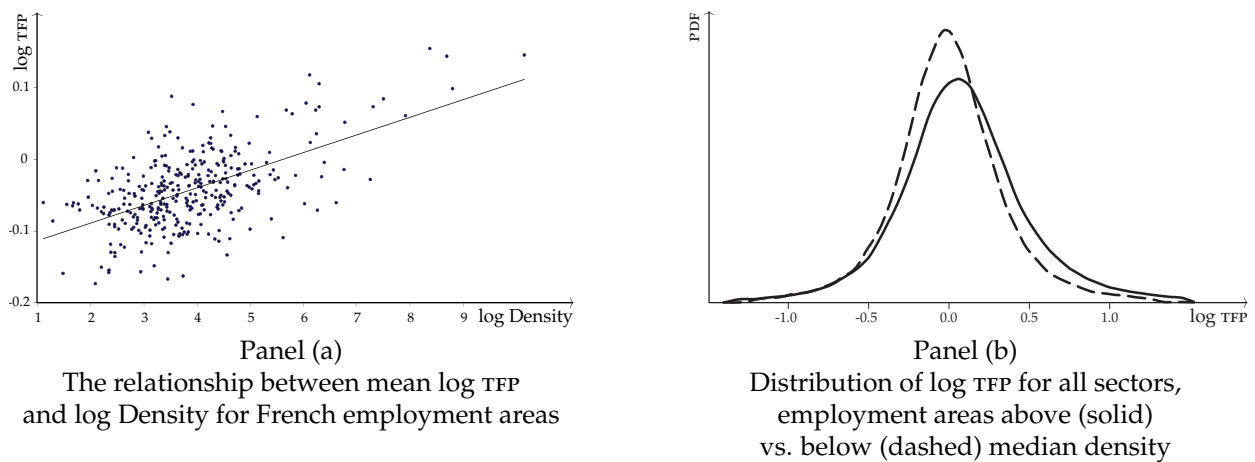 log TFP
0.1
0
-0.1
-0.2
1 2 3 4 5 6 7 8 9 log Density
Panel (a)
The relationship between mean log TFP
and log Density for French employment areas
PDF
-1.0 -0.5 0.0 0.5 1.0 log TFP
Panel (b)
Distribution of log TFP for all sectors,
employment areas above (solid)
vs. below (dashed) median density